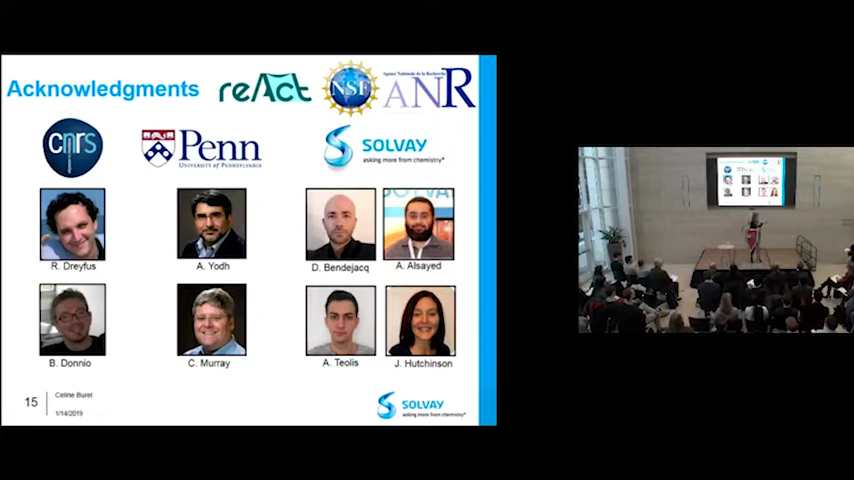 Acknowledgments
reAct
NSF
Agence Nationale de la Recherche
ANR
cnrs
Penn
UNIVERSITY OF PENNSYLVANIA
SOLVAY
asking more from chemistry®
R. Dreyfus
A. Yodh
D. Bendejacq
A. Alsayed
B. Donnio
C. Murray
A. Teolis
J. Hutchinson
15
Celine Burel
1/14/2019
SOLVAY
asking more from chemistry®